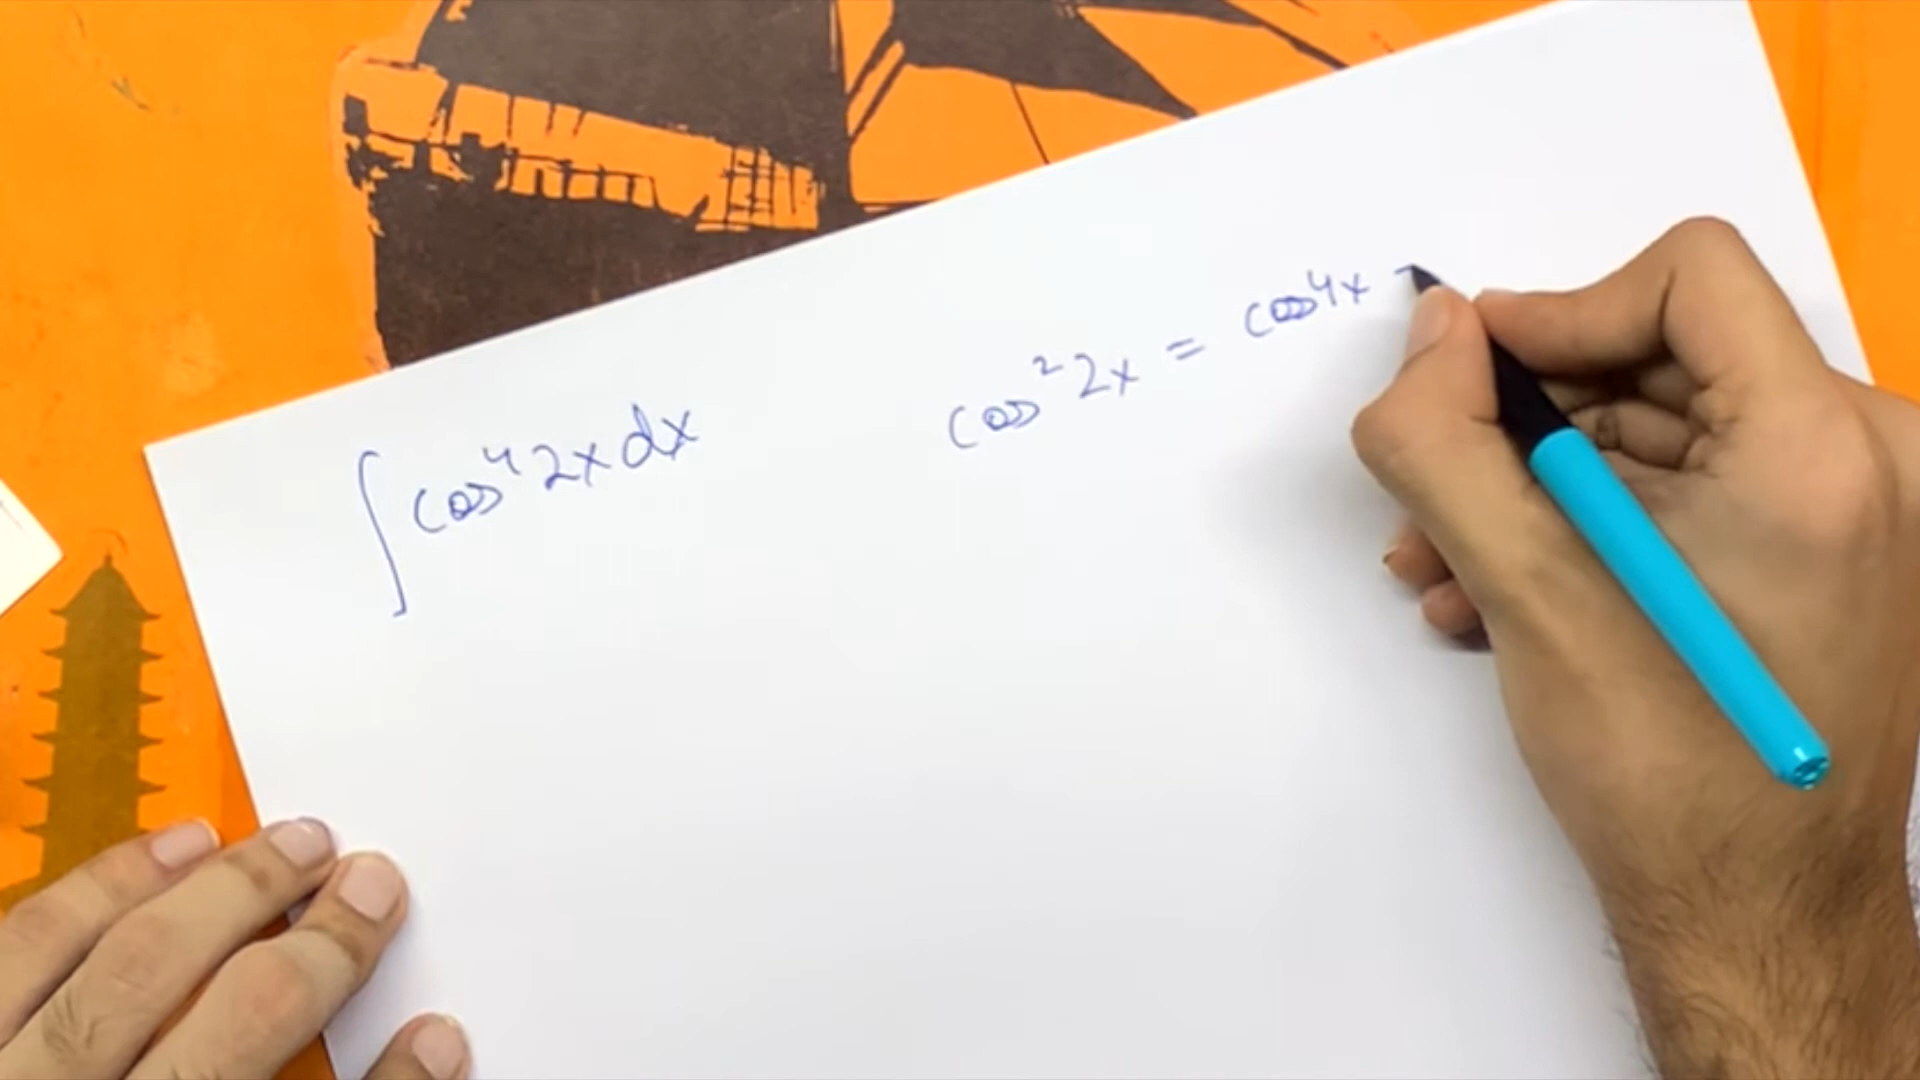 ∫cos⁴2x dx
cos²2x = cos4x